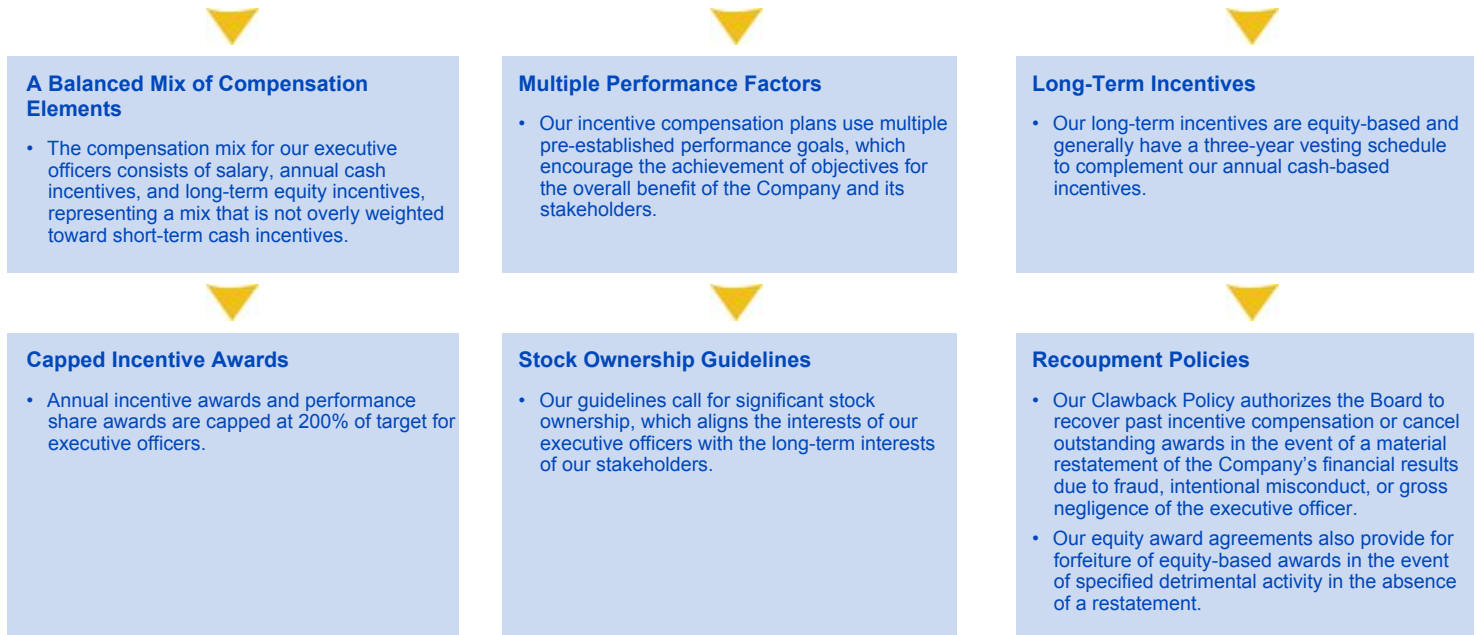 A Balanced Mix of Compensation
Elements
• The compensation mix for our executive
officers consists of salary, annual cash
incentives, and long-term equity incentives,
representing a mix that is not overly weighted
toward short-term cash incentives.
Multiple Performance Factors
• Our incentive compensation plans use multiple
pre-established performance goals, which
encourage the achievement of objectives for
the overall benefit of the Company and its
stakeholders.
Long-Term Incentives
• Our long-term incentives are equity-based and
generally have a three-year vesting schedule
to complement our annual cash-based
incentives.
Capped Incentive Awards
• Annual incentive awards and performance
share awards are capped at 200% of target for
executive officers.
Stock Ownership Guidelines
• Our guidelines call for significant stock
ownership, which aligns the interests of our
executive officers with the long-term interests
of our stakeholders.
Recoupment Policies
• Our Clawback Policy authorizes the Board to
recover past incentive compensation or cancel
outstanding awards in the event of a material
restatement of the Company’s financial results
due to fraud, intentional misconduct, or gross
negligence of the executive officer.
• Our equity award agreements also provide for
forfeiture of equity-based awards in the event
of specified detrimental activity in the absence
of a restatement.